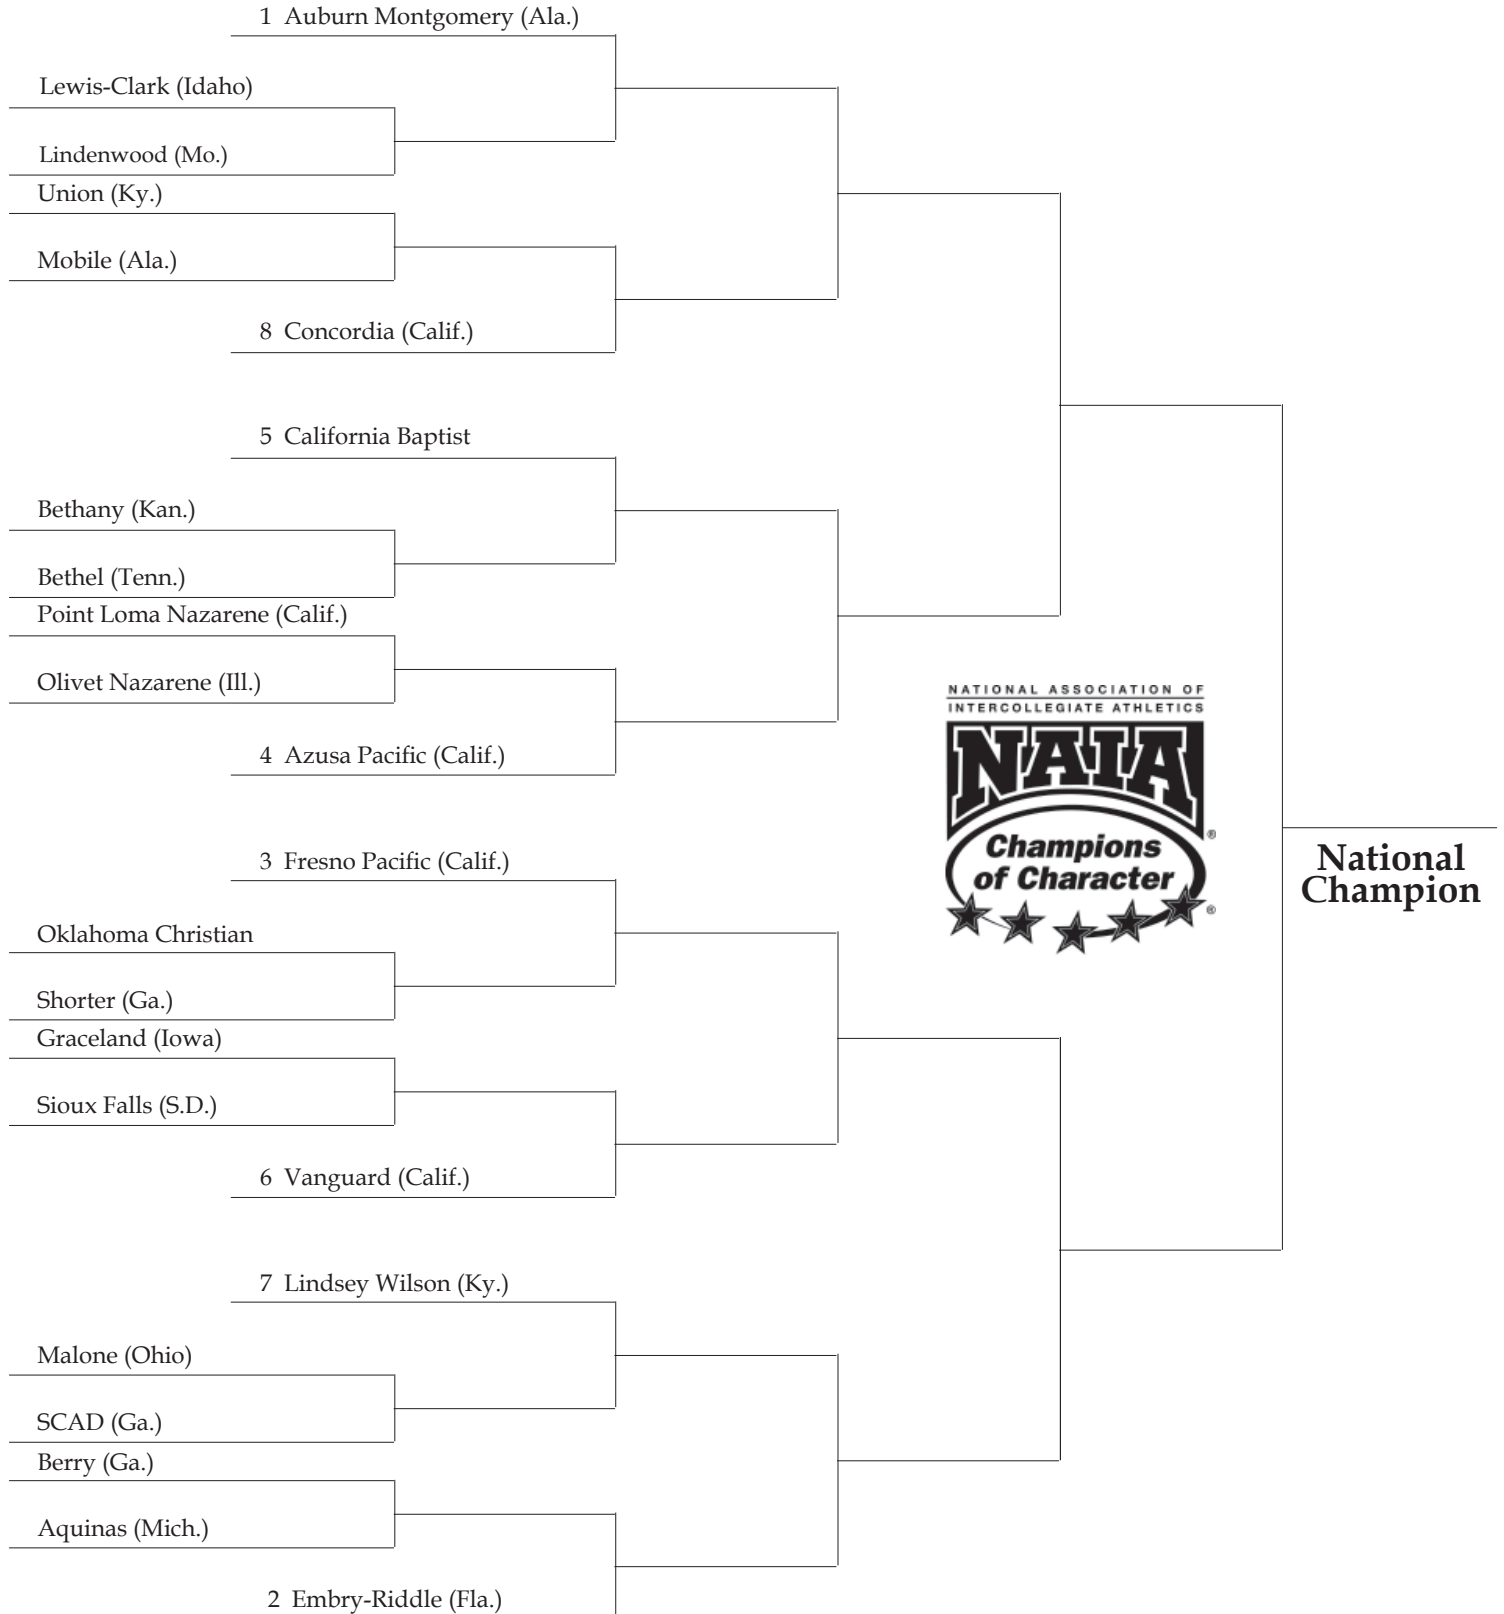 1 Auburn Montgomery (Ala.)
Lewis-Clark (Idaho)
Lindenwood (Mo.)
Union (Ky.)
Mobile (Ala.)
8 Concordia (Calif.)
5 California Baptist
Bethany (Kan.)
Bethel (Tenn.)
Point Loma Nazarene (Calif.)
Olivet Nazarene (Ill.)
4 Azusa Pacific (Calif.)
3 Fresno Pacific (Calif.)
Oklahoma Christian
Shorter (Ga.)
Graceland (Iowa)
Sioux Falls (S.D.)
6 Vanguard (Calif.)
7 Lindsey Wilson (Ky.)
Malone (Ohio)
SCAD (Ga.)
Berry (Ga.)
Aquinas (Mich.)
2 Embry-Riddle (Fla.)
NATIONAL ASSOCIATION OF
INTERCOLLEGIATE ATHLETICS
NAIA
®
Champions
of Character
®
National
Champion